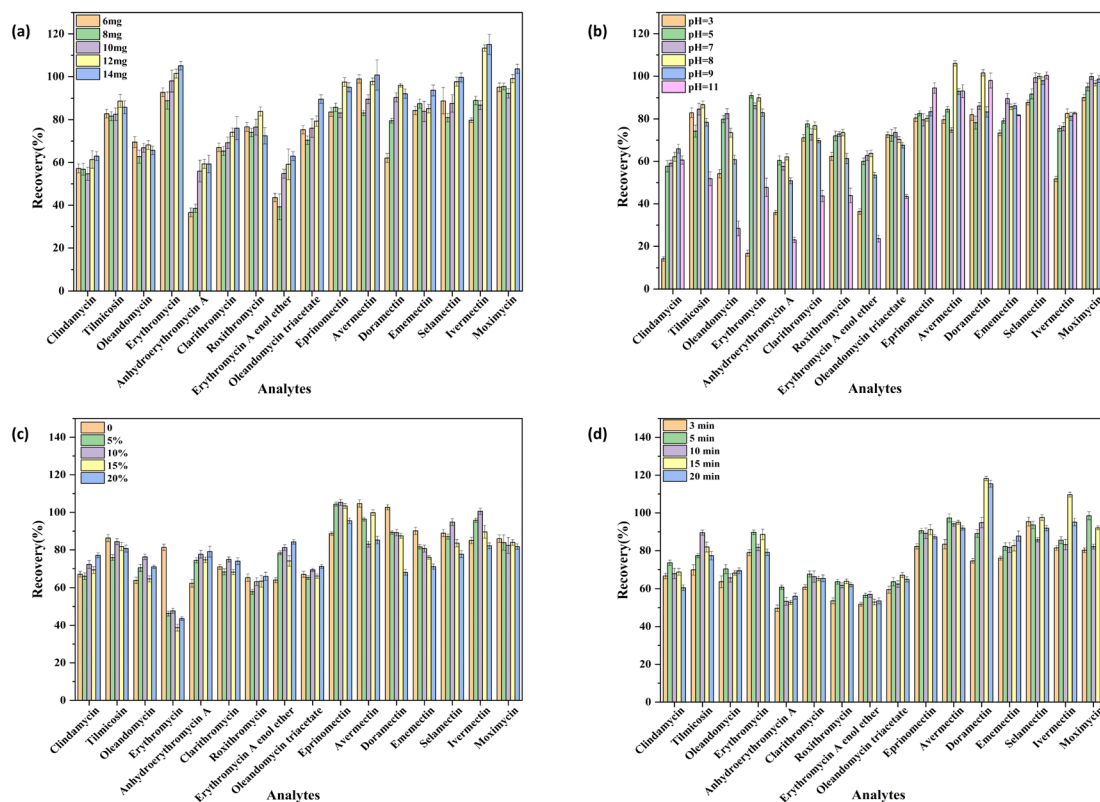 (a)
6mg
8mg
10mg
12mg
14mg
Recovery(%)
120
100
80
60
40
20
0
Clindamycin
Tilmicosin
Oleandomycin
Erythromycin
Anhydroerythromycin A
Clarithromycin
Roxithromycin
Erythromycin A enol ether
Oleandomycin triacetate
Eprinomectin
Avermectin
Doramectin
Ememectin
Selamectin
Ivermectin
Moximycin
Analytes
(b)
pH=3
pH=5
pH=7
pH=8
pH=9
pH=11
Recovery(%)
120
100
80
60
40
20
0
Clindamycin
Tilmicosin
Oleandomycin
Erythromycin
Anhydroerythromycin A
Clarithromycin
Roxithromycin
Erythromycin A enol ether
Oleandomycin triacetate
Eprinomectin
Avermectin
Doramectin
Ememectin
Selamectin
Ivermectin
Moximycin
Analytes
(c)
0
5%
10%
15%
20%
Recovery(%)
140
120
100
80
60
40
20
0
Clindamycin
Tilmicosin
Oleandomycin
Erythromycin
Anhydroerythromycin A
Clarithromycin
Roxithromycin
Erythromycin A enol ether
Oleandomycin triacetate
Eprinomectin
Avermectin
Doramectin
Ememectin
Selamectin
Ivermectin
Moximycin
Analytes
(d)
3 min
5 min
10 min
15 min
20 min
Recovery(%)
140
120
100
80
60
40
20
0
Clindamycin
Tilmicosin
Oleandomycin
Erythromycin
Anhydroerythromycin A
Clarithromycin
Roxithromycin
Erythromycin A enol ether
Oleandomycin triacetate
Eprinomectin
Avermectin
Doramectin
Ememectin
Selamectin
Ivermectin
Moximycin
Analytes